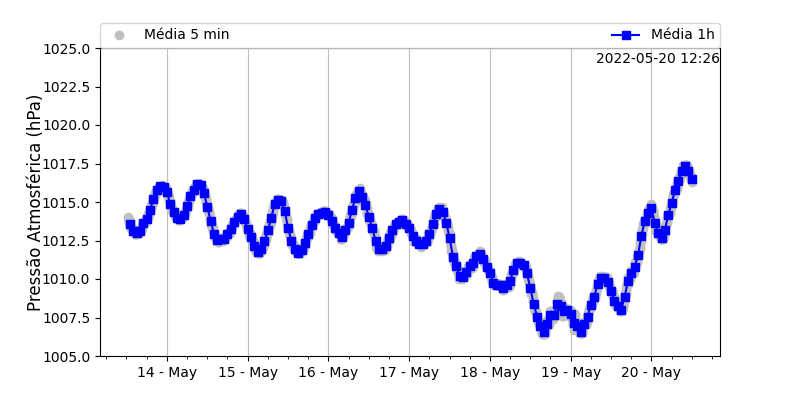 Média 5 min
Média 1h
2022-05-20 12:26
Pressão Atmosférica (hPa)
1025.0
1022.5
1020.0
1017.5
1015.0
1012.5
1010.0
1007.5
1005.0
14 - May
15 - May
16 - May
17 - May
18 - May
19 - May
20 - May